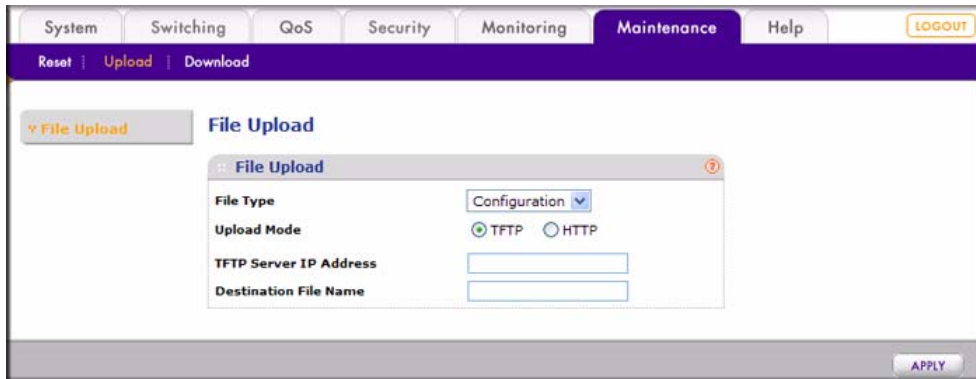 System Switching QoS Security Monitoring Maintenance Help LOGOUT
Reset Upload Download
File Upload
File Upload
File Upload ?
File Type Configuration
Upload Mode TFTP HTTP
TFTP Server IP Address
Destination File Name
APPLY